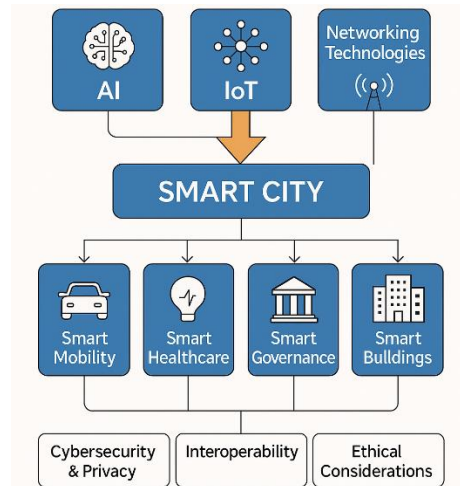 AI
IoT
Networking
Technologies
SMART CITY
Smart
Mobility
Smart
Healthcare
Smart
Governance
Smart
Buildings
Cybersecurity
& Privacy
Interoperability
Ethical
Considerations